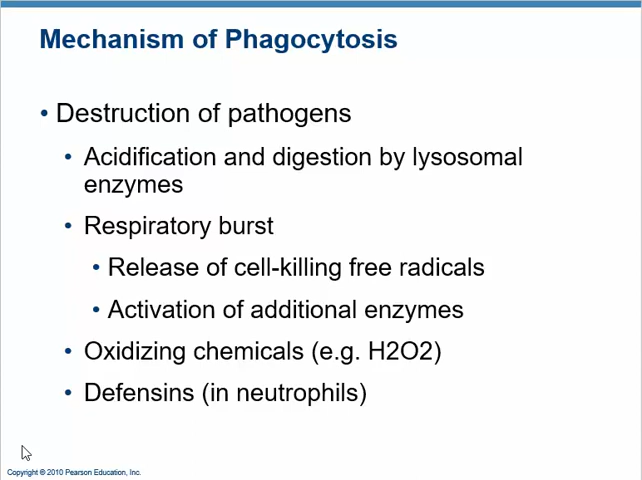 Mechanism of Phagocytosis
• Destruction of pathogens
• Acidification and digestion by lysosomal
enzymes
• Respiratory burst
• Release of cell-killing free radicals
• Activation of additional enzymes
• Oxidizing chemicals (e.g. H2O2)
• Defensins (in neutrophils)
Copyright © 2010 Pearson Education, Inc.